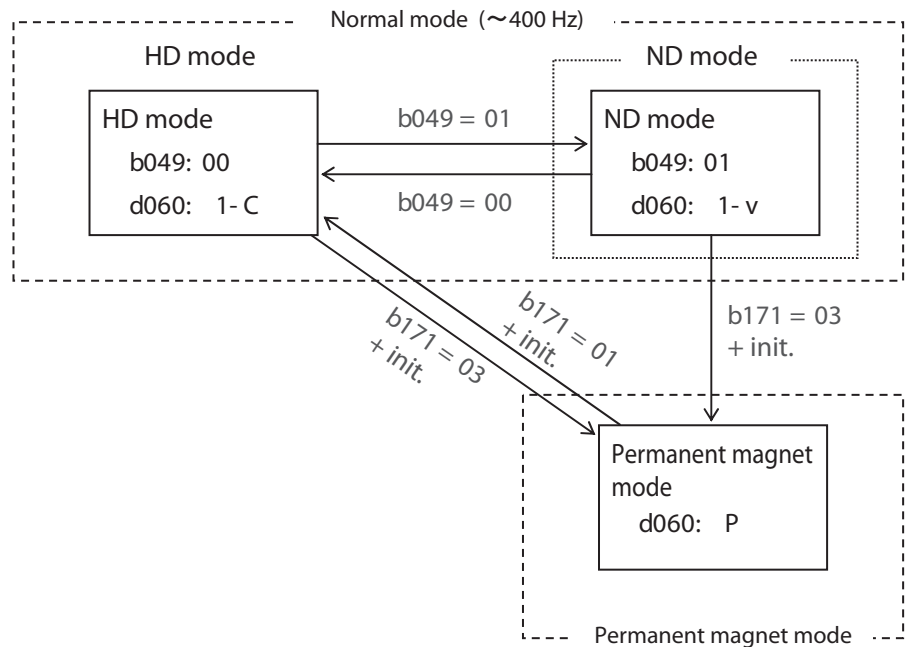 Normal mode (～400 Hz)
HD mode
ND mode
HD mode
b049: 00
d060: 1- C
b049 = 01
b049 = 00
ND mode
b049: 01
d060: 1- v
b171 = 01
+ init.
b171 = 03
+ init.
b171 = 03
+ init.
Permanent magnet
mode
d060: P
Permanent magnet mode